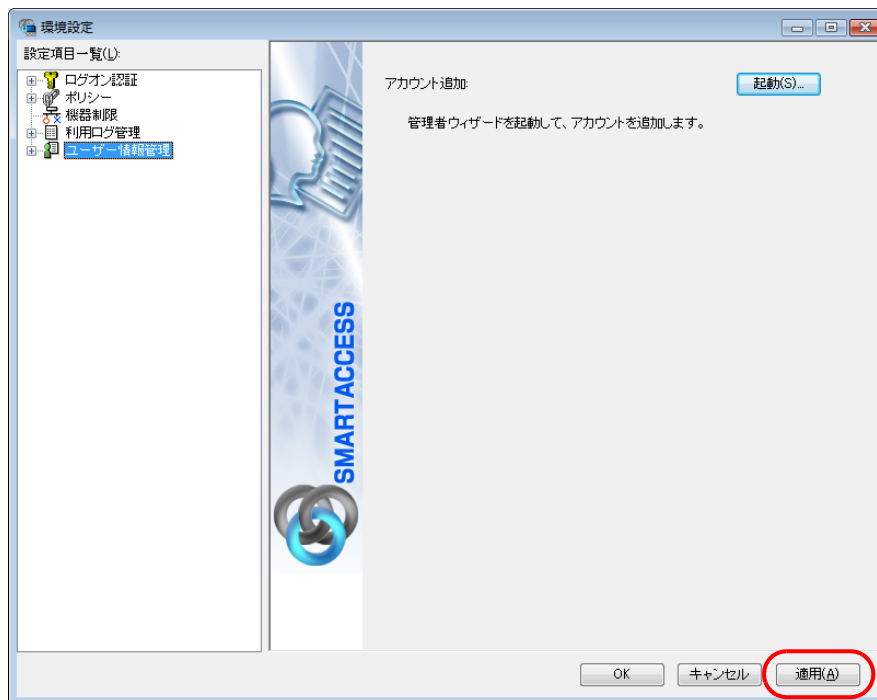 環境設定
設定項目一覧(L):
ログオン認証
ポリシー
機器制限
利用ログ管理
ユーザー情報管理
SMARTACCESS
アカウント追加:
起動(S)...
管理者ウィザードを起動して、アカウントを追加します。
OK
キャンセル
適用(A)